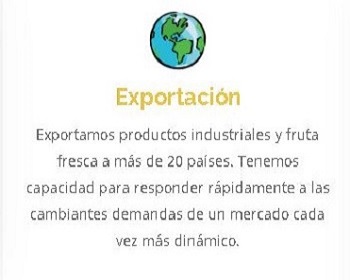 Exportación
Exportamos productos industriales y fruta
fresca a más de 20 países. Tenemos
capacidad para responder rápidamente a las
cambiantes demandas de un mercado cada
vez más dinámico.